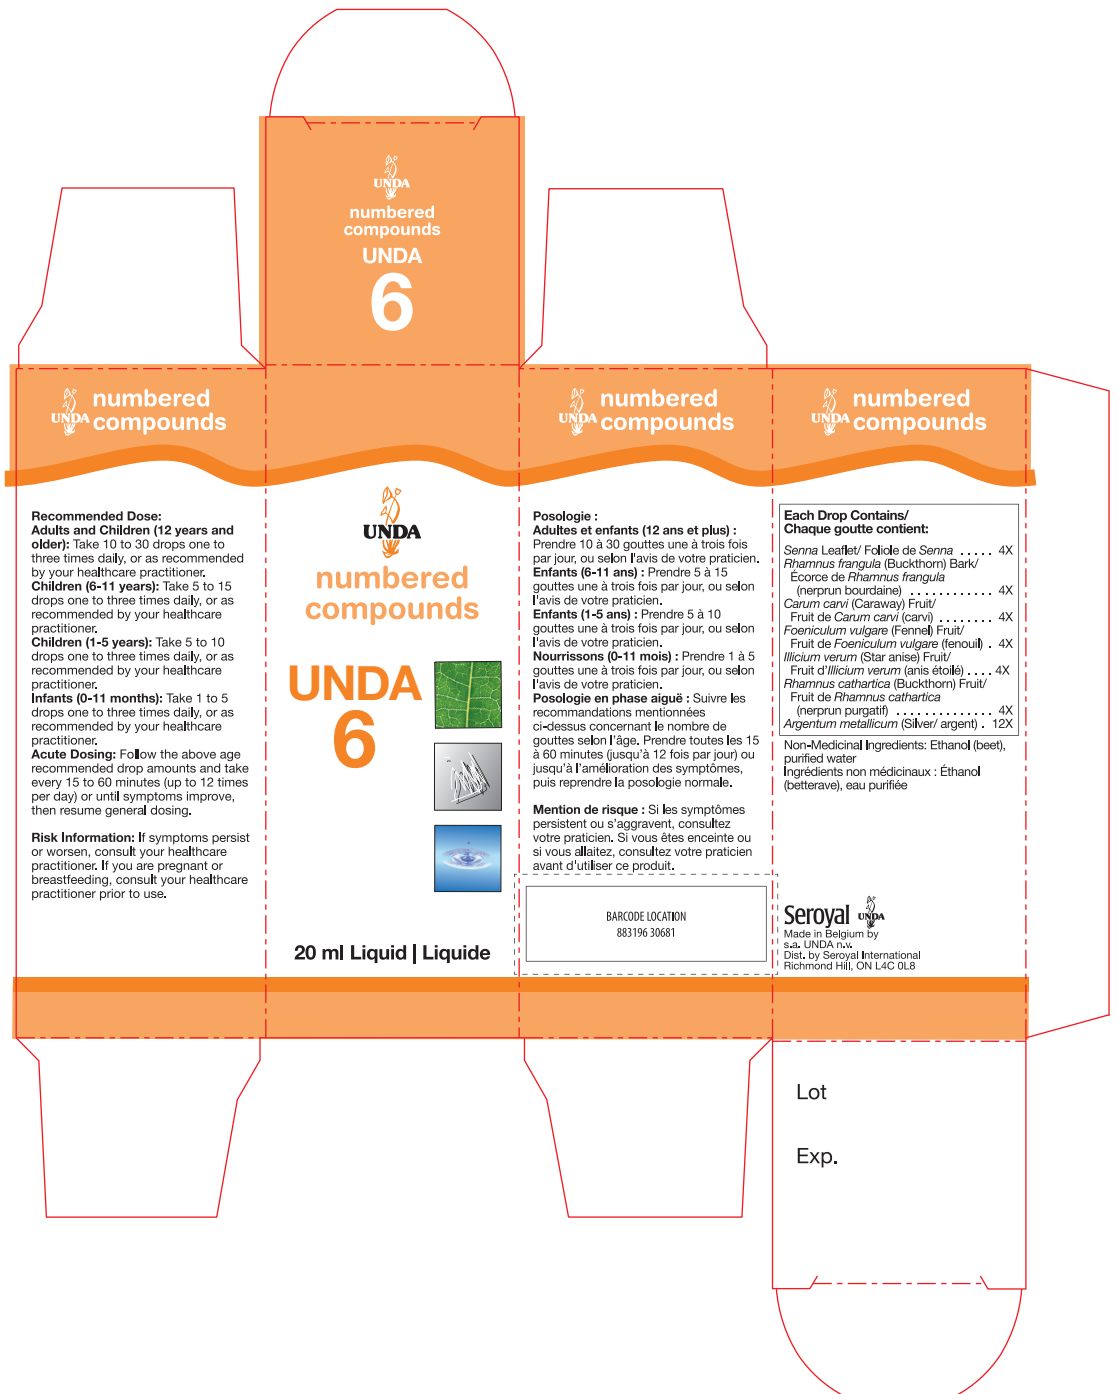 UNDA
numbered
compounds
UNDA
6
UNDA
numbered
compounds
Recommended Dose:
Adults and Children (12 years and
older): Take 10 to 30 drops one to
three times daily, or as recommended
by your healthcare practitioner.
Children (6-11 years): Take 5 to 15
drops one to three times daily, or as
recommended by your healthcare
practitioner.
Children (1-5 years): Take 5 to 10
drops one to three times daily, or as
recommended by your healthcare
practitioner.
Infants (0-11 months): Take 1 to 5
drops one to three times daily, or as
recommended by your healthcare
practitioner.
Acute Dosing: Follow the above age
recommended drop amounts and take
every 15 to 60 minutes (up to 12 times
per day) or until symptoms improve,
then resume general dosing.
Risk Information: If symptoms persist
or worsen, consult your healthcare
practitioner. If you are pregnant or
breastfeeding, consult your healthcare
practitioner prior to use.
UNDA
numbered
compounds
UNDA
6
20 ml Liquid | Liquide
UNDA
numbered
compounds
Posologie :
Adultes et enfants (12 ans et plus) :
Prendre 10 à 30 gouttes une à trois fois
par jour, ou selon l'avis de votre praticien.
Enfants (6-11 ans) : Prendre 5 à 15
gouttes une à trois fois par jour, ou selon
l'avis de votre praticien.
Enfants (1-5 ans) : Prendre 5 à 10
gouttes une à trois fois par jour, ou selon
l'avis de votre praticien.
Nourrissons (0-11 mois) : Prendre 1 à 5
gouttes une à trois fois par jour, ou selon
l'avis de votre praticien.
Posologie en phase aiguë : Suivre les
recommandations mentionnées
ci-dessus concernant le nombre de
gouttes selon l'âge. Prendre toutes les 15
à 60 minutes (jusqu'à 12 fois par jour) ou
jusqu'à l'amélioration des symptômes,
puis reprendre la posologie normale.
Mention de risque : Si les symptômes
persistent ou s'aggravent, consultez
votre praticien. Si vous êtes enceinte ou
si vous allaitez, consultez votre praticien
avant d'utiliser ce produit.
BARCODE LOCATION
883196 30681
UNDA
numbered
compounds
Each Drop Contains/
Chaque goutte contient:
Senna Leaflet/ Foliole de Senna . . . . . 4X
Rhamnus frangula (Buckthorn) Bark/
Écorce de Rhamnus frangula
(nerprun bourdaine) . . . . . . . . . . . . 4X
Carum carvi (Caraway) Fruit/
Fruit de Carum carvi (carvi) . . . . . . . 4X
Foeniculum vulgare (Fennel) Fruit/
Fruit de Foeniculum vulgare (fenouil) . 4X
Illicium verum (Star anise) Fruit/
Fruit d'Illicium verum (anis étoilé) . . . . 4X
Rhamnus cathartica (Buckthorn) Fruit/
Fruit de Rhamnus cathartica
(nerprun purgatif) . . . . . . . . . . . . . . 4X
Argentum metallicum (Silver/ argent) . 12X
Non-Medicinal Ingredients: Ethanol (beet),
purified water
Ingrédients non médicinaux : Éthanol
(betterave), eau purifiée
Seroyal UNDA
Made in Belgium by
s.a. UNDA n.v.
Dist. by Seroyal International
Richmond Hill, ON L4C 0L8
Lot
Exp.